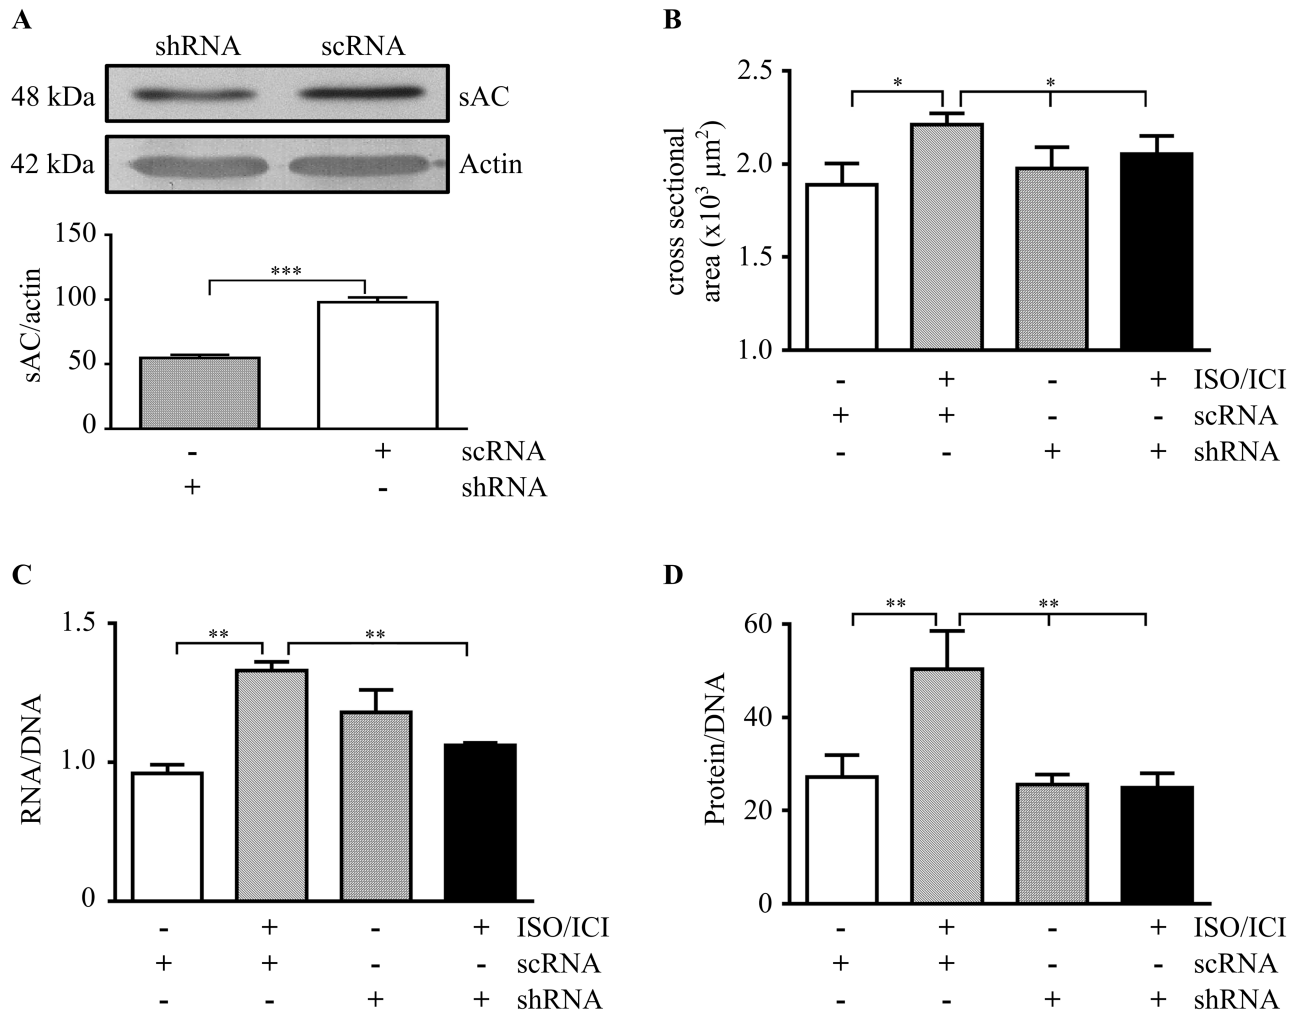 A
shRNA scRNA
48 kDa sAC
42 kDa Actin
150
100
50
0
sAC/actin
***
- + scRNA
+ - shRNA
B
2.5
2.0
1.5
1.0
cross sectional
area (x10³ µm²)
* *
- + - + ISO/ICI
+ + - - scRNA
- - + + shRNA
C
1.5
1.0
0
RNA/DNA
** **
- + - + ISO/ICI
+ + - - scRNA
- - + + shRNA
D
60
40
20
0
Protein/DNA
** **
- + - + ISO/ICI
+ + - - scRNA
- - + + shRNA